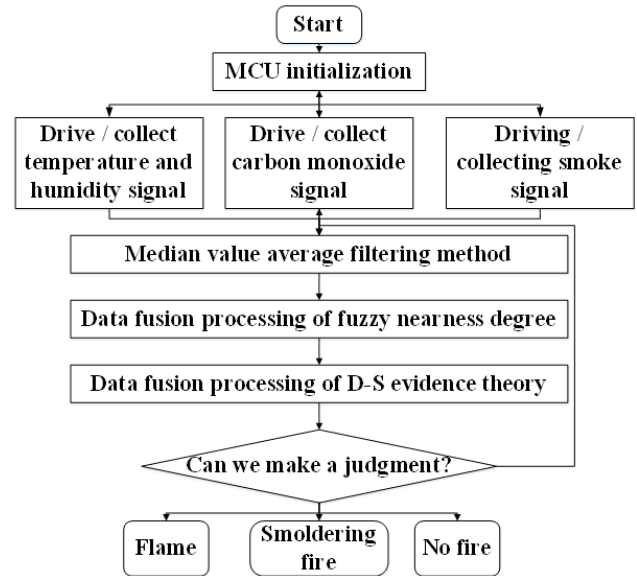 Start
MCU initialization
Drive / collect
temperature and
humidity signal
Drive / collect
carbon monoxide
signal
Driving /
collecting smoke
signal
Median value average filtering method
Data fusion processing of fuzzy nearness degree
Data fusion processing of D-S evidence theory
Can we make a judgment?
Flame
Smoldering
fire
No fire